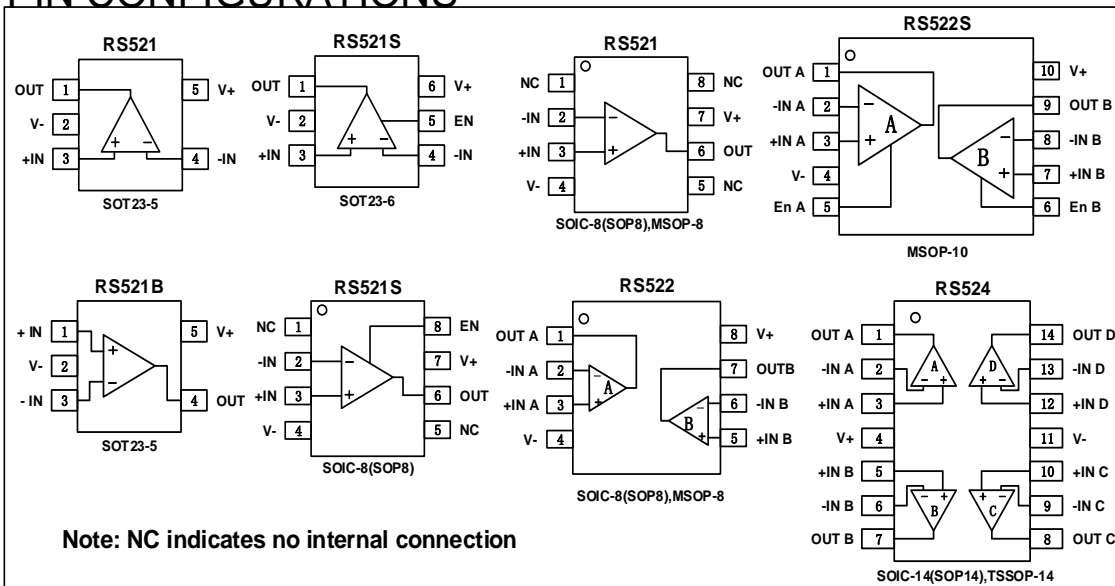 PIN CONFIGURATIONS
RS521
OUT 1
V- 2
+IN 3
5 V+
4 -IN
+ -
SOT23-5
RS521S
OUT 1
V- 2
+IN 3
6 V+
5 EN
4 -IN
+ -
SOT23-6
RS521
NC 1
-IN 2
+IN 3
V- 4
8 NC
7 V+
6 OUT
5 NC
-
+
SOIC-8(SOP8),MSOP-8
RS522S
OUT A 1
-IN A 2
+IN A 3
V- 4
En A 5
10 V+
9 OUT B
8 -IN B
7 +IN B
6 En B
-
+
A
-
+
B
MSOP-10
RS521B
+ IN 1
V- 2
- IN 3
5 V+
4 OUT
+
-
SOT23-5
RS521S
NC 1
-IN 2
+IN 3
V- 4
8 EN
7 V+
6 OUT
5 NC
-
+
SOIC-8(SOP8)
RS522
OUT A 1
-IN A 2
+IN A 3
V- 4
8 V+
7 OUTB
6 -IN B
5 +IN B
-
+
A
-
+
B
SOIC-8(SOP8),MSOP-8
RS524
OUT A 1
-IN A 2
+IN A 3
V+ 4
+IN B 5
-IN B 6
OUT B 7
14 OUT D
13 -IN D
12 +IN D
11 V-
10 +IN C
9 -IN C
8 OUT C
A
- +
D
+ -
- +
B
+ -
C
SOIC-14(SOP14),TSSOP-14
Note: NC indicates no internal connection